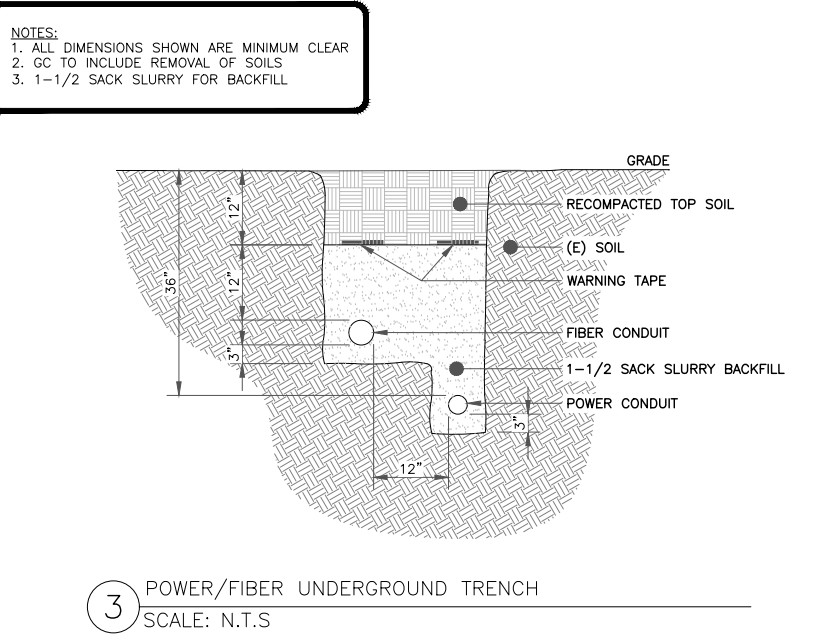 NOTES:
1. ALL DIMENSIONS SHOWN ARE MINIMUM CLEAR
2. GC TO INCLUDE REMOVAL OF SOILS
3. 1-1/2 SACK SLURRY FOR BACKFILL
GRADE
12"
RECOMPACTED TOP SOIL
(E) SOIL
36"
12"
WARNING TAPE
FIBER CONDUIT
3"
1-1/2 SACK SLURRY BACKFILL
POWER CONDUIT
3"
12"
3
POWER/FIBER UNDERGROUND TRENCH
SCALE: N.T.S